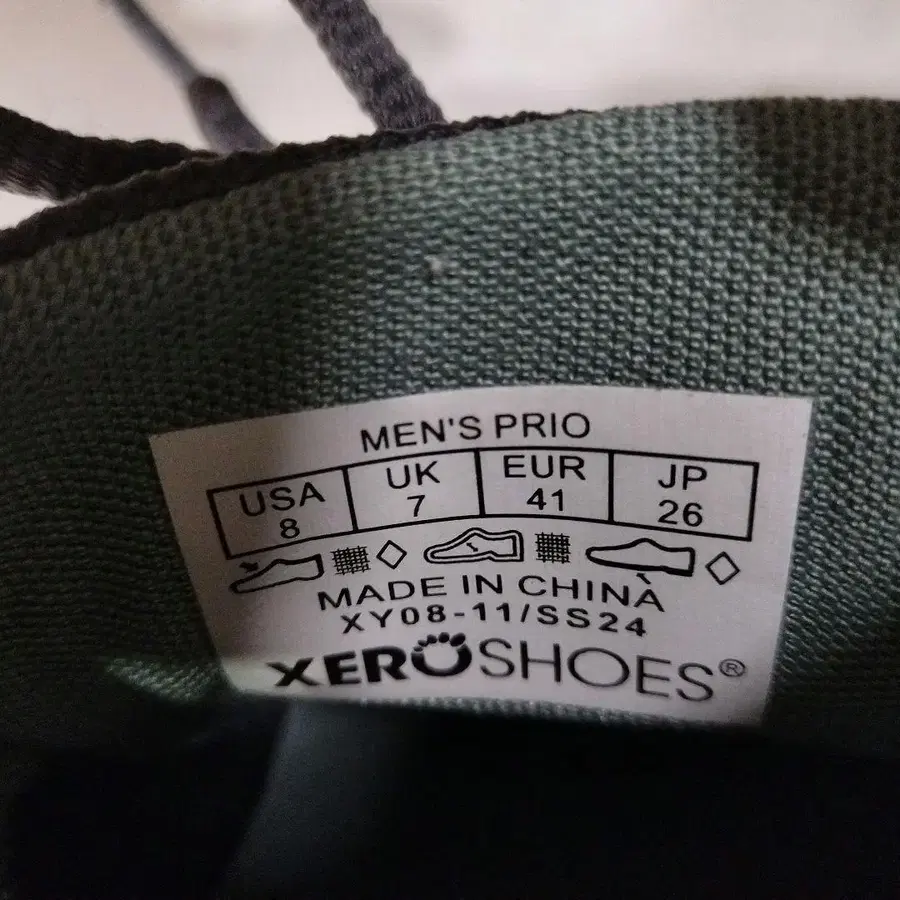 MEN'S PRIO
USA UK EUR JP
8 7 41 26
MADE IN CHINA
XY08-11/SS24
XEROSHOES®